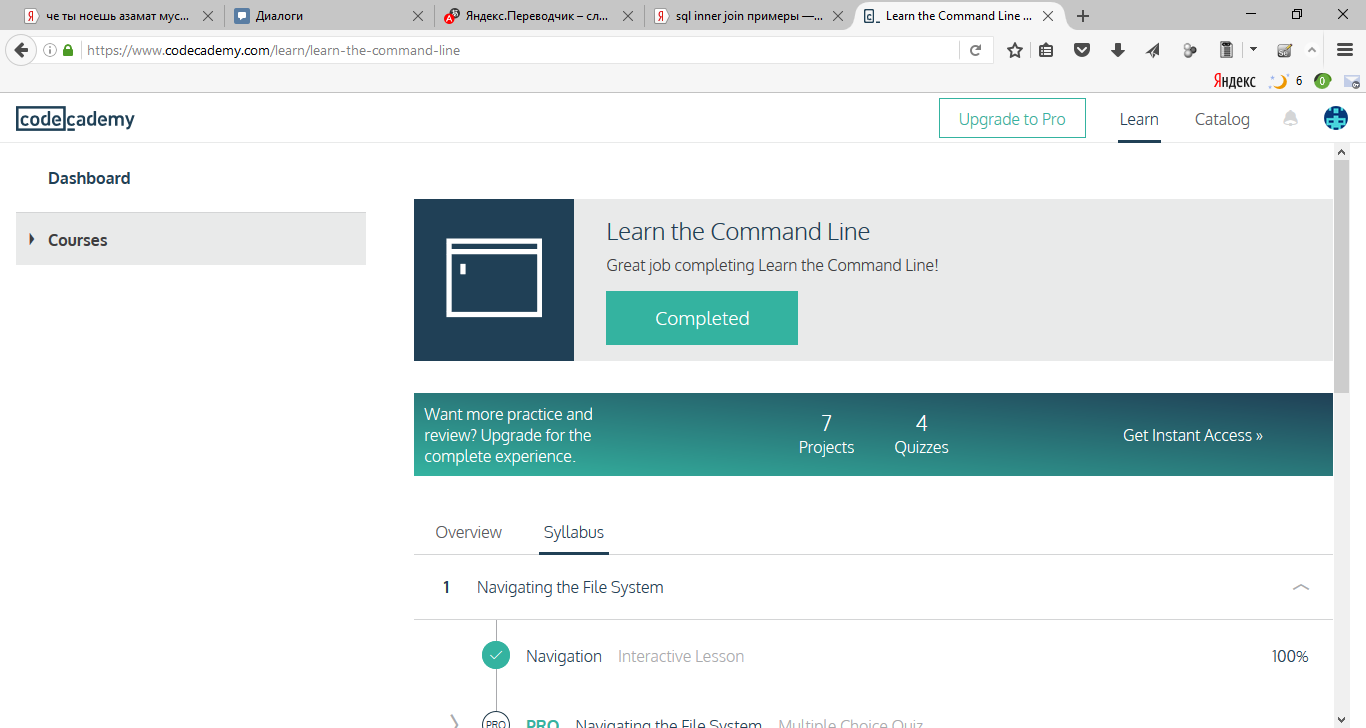 че ты ноешь азамат мус...
Диалоги
Яндекс.Переводчик – сл...
sql inner join примеры —...
Learn the Command Line ...
https://www.codecademy.com/learn/learn-the-command-line
Яндекс
6
0
codecademy
Upgrade to Pro
Learn
Catalog
Dashboard
Courses
Learn the Command Line
Great job completing Learn the Command Line!
Completed
Want more practice and
review? Upgrade for the
complete experience.
7
Projects
4
Quizzes
Get Instant Access »
Overview
Syllabus
1 Navigating the File System
Navigation Interactive Lesson 100%
PRO PRO Navigating the File System Multiple Choice Quiz